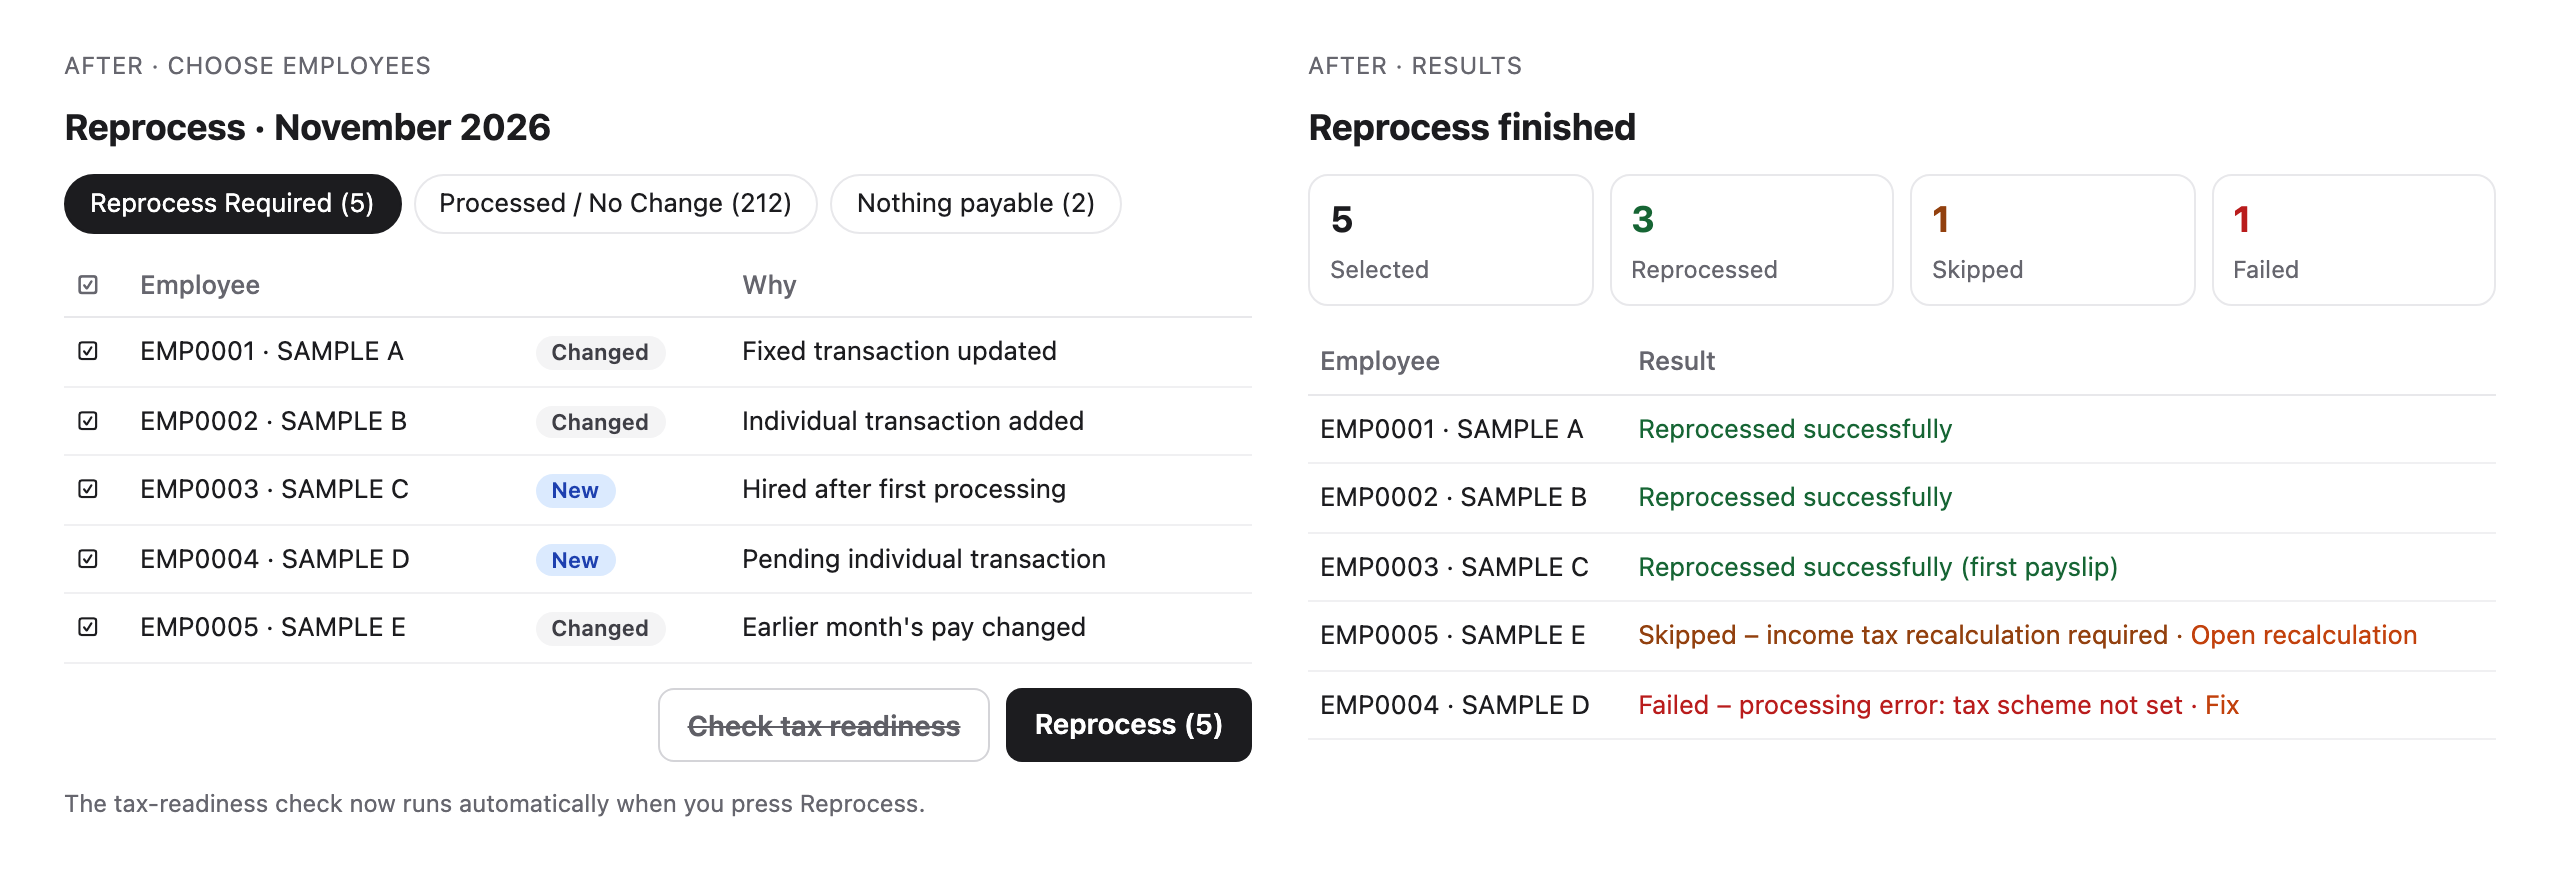 AFTER · CHOOSE EMPLOYEES
Reprocess · November 2026
Reprocess Required (5) Processed / No Change (212) Nothing payable (2)
Employee Why
EMP0001 · SAMPLE A Changed Fixed transaction updated
EMP0002 · SAMPLE B Changed Individual transaction added
EMP0003 · SAMPLE C New Hired after first processing
EMP0004 · SAMPLE D New Pending individual transaction
EMP0005 · SAMPLE E Changed Earlier month's pay changed
Check tax readiness Reprocess (5)
The tax-readiness check now runs automatically when you press Reprocess.
AFTER · RESULTS
Reprocess finished
5 3 1 1
Selected Reprocessed Skipped Failed
Employee Result
EMP0001 · SAMPLE A Reprocessed successfully
EMP0002 · SAMPLE B Reprocessed successfully
EMP0003 · SAMPLE C Reprocessed successfully (first payslip)
EMP0005 · SAMPLE E Skipped – income tax recalculation required · Open recalculation
EMP0004 · SAMPLE D Failed – processing error: tax scheme not set · Fix